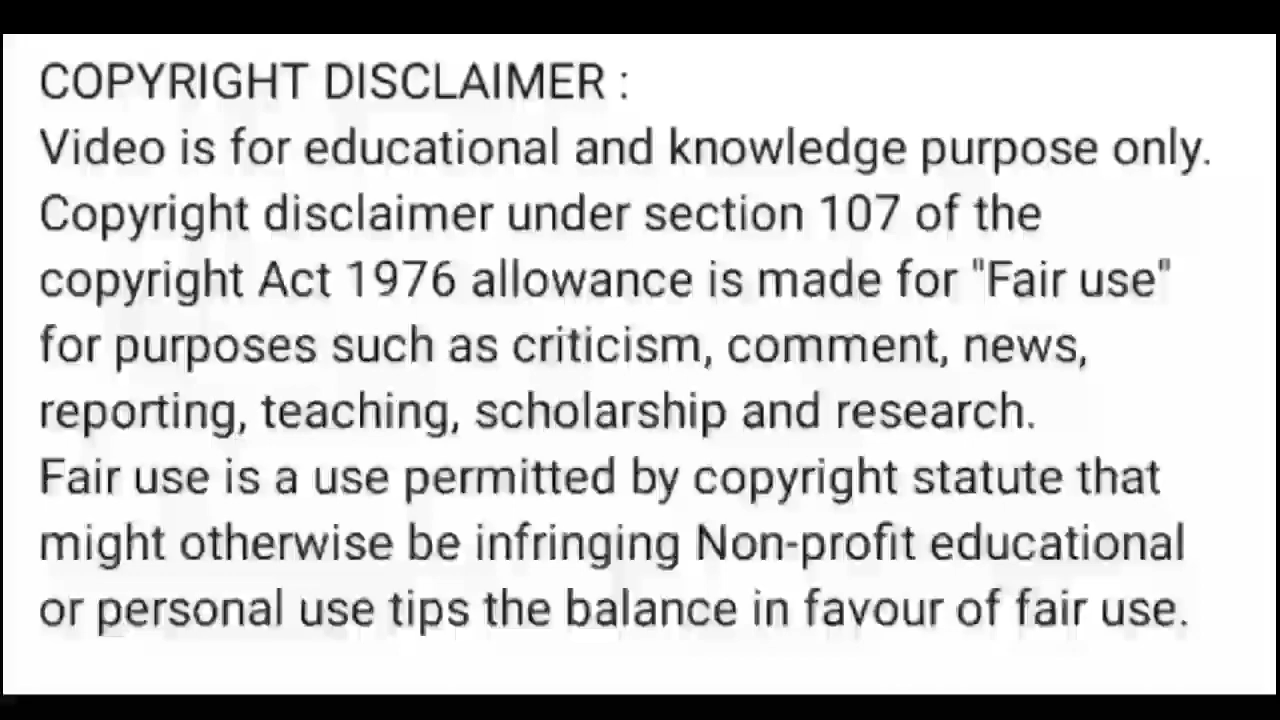 COPYRIGHT DISCLAIMER :
Video is for educational and knowledge purpose only.
Copyright disclaimer under section 107 of the
copyright Act 1976 allowance is made for "Fair use"
for purposes such as criticism, comment, news,
reporting, teaching, scholarship and research.
Fair use is a use permitted by copyright statute that
might otherwise be infringing Non-profit educational
or personal use tips the balance in favour of fair use.